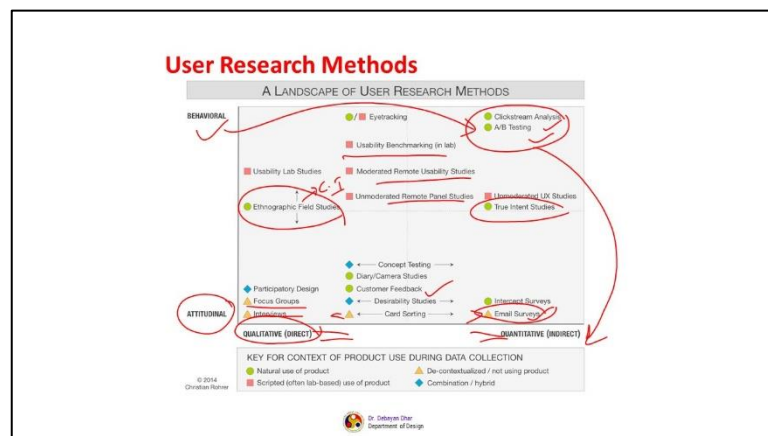 User Research Methods
A LANDSCAPE OF USER RESEARCH METHODS
BEHAVIORAL
/ Eyetracking
Clickstream Analysis
A/B Testing
Usability Benchmarking (in lab)
Usability Lab Studies
Moderated Remote Usability Studies
C-I
Ethnographic Field Studies
Unmoderated Remote Panel Studies
Unmoderated UX Studies
True Intent Studies
Concept Testing
Diary/Camera Studies
Participatory Design
Customer Feedback
Focus Groups
Desirability Studies
Intercept Surveys
ATTITUDINAL
Interviews
Card Sorting
Email Surveys
QUALITATIVE (DIRECT)
QUANTITATIVE (INDIRECT)
KEY FOR CONTEXT OF PRODUCT USE DURING DATA COLLECTION
Natural use of product
De-contextualized / not using product
Scripted (often lab-based) use of product
Combination / hybrid
© 2014
Christian Rohrer
Dr. Debayan Dhar
Department of Design